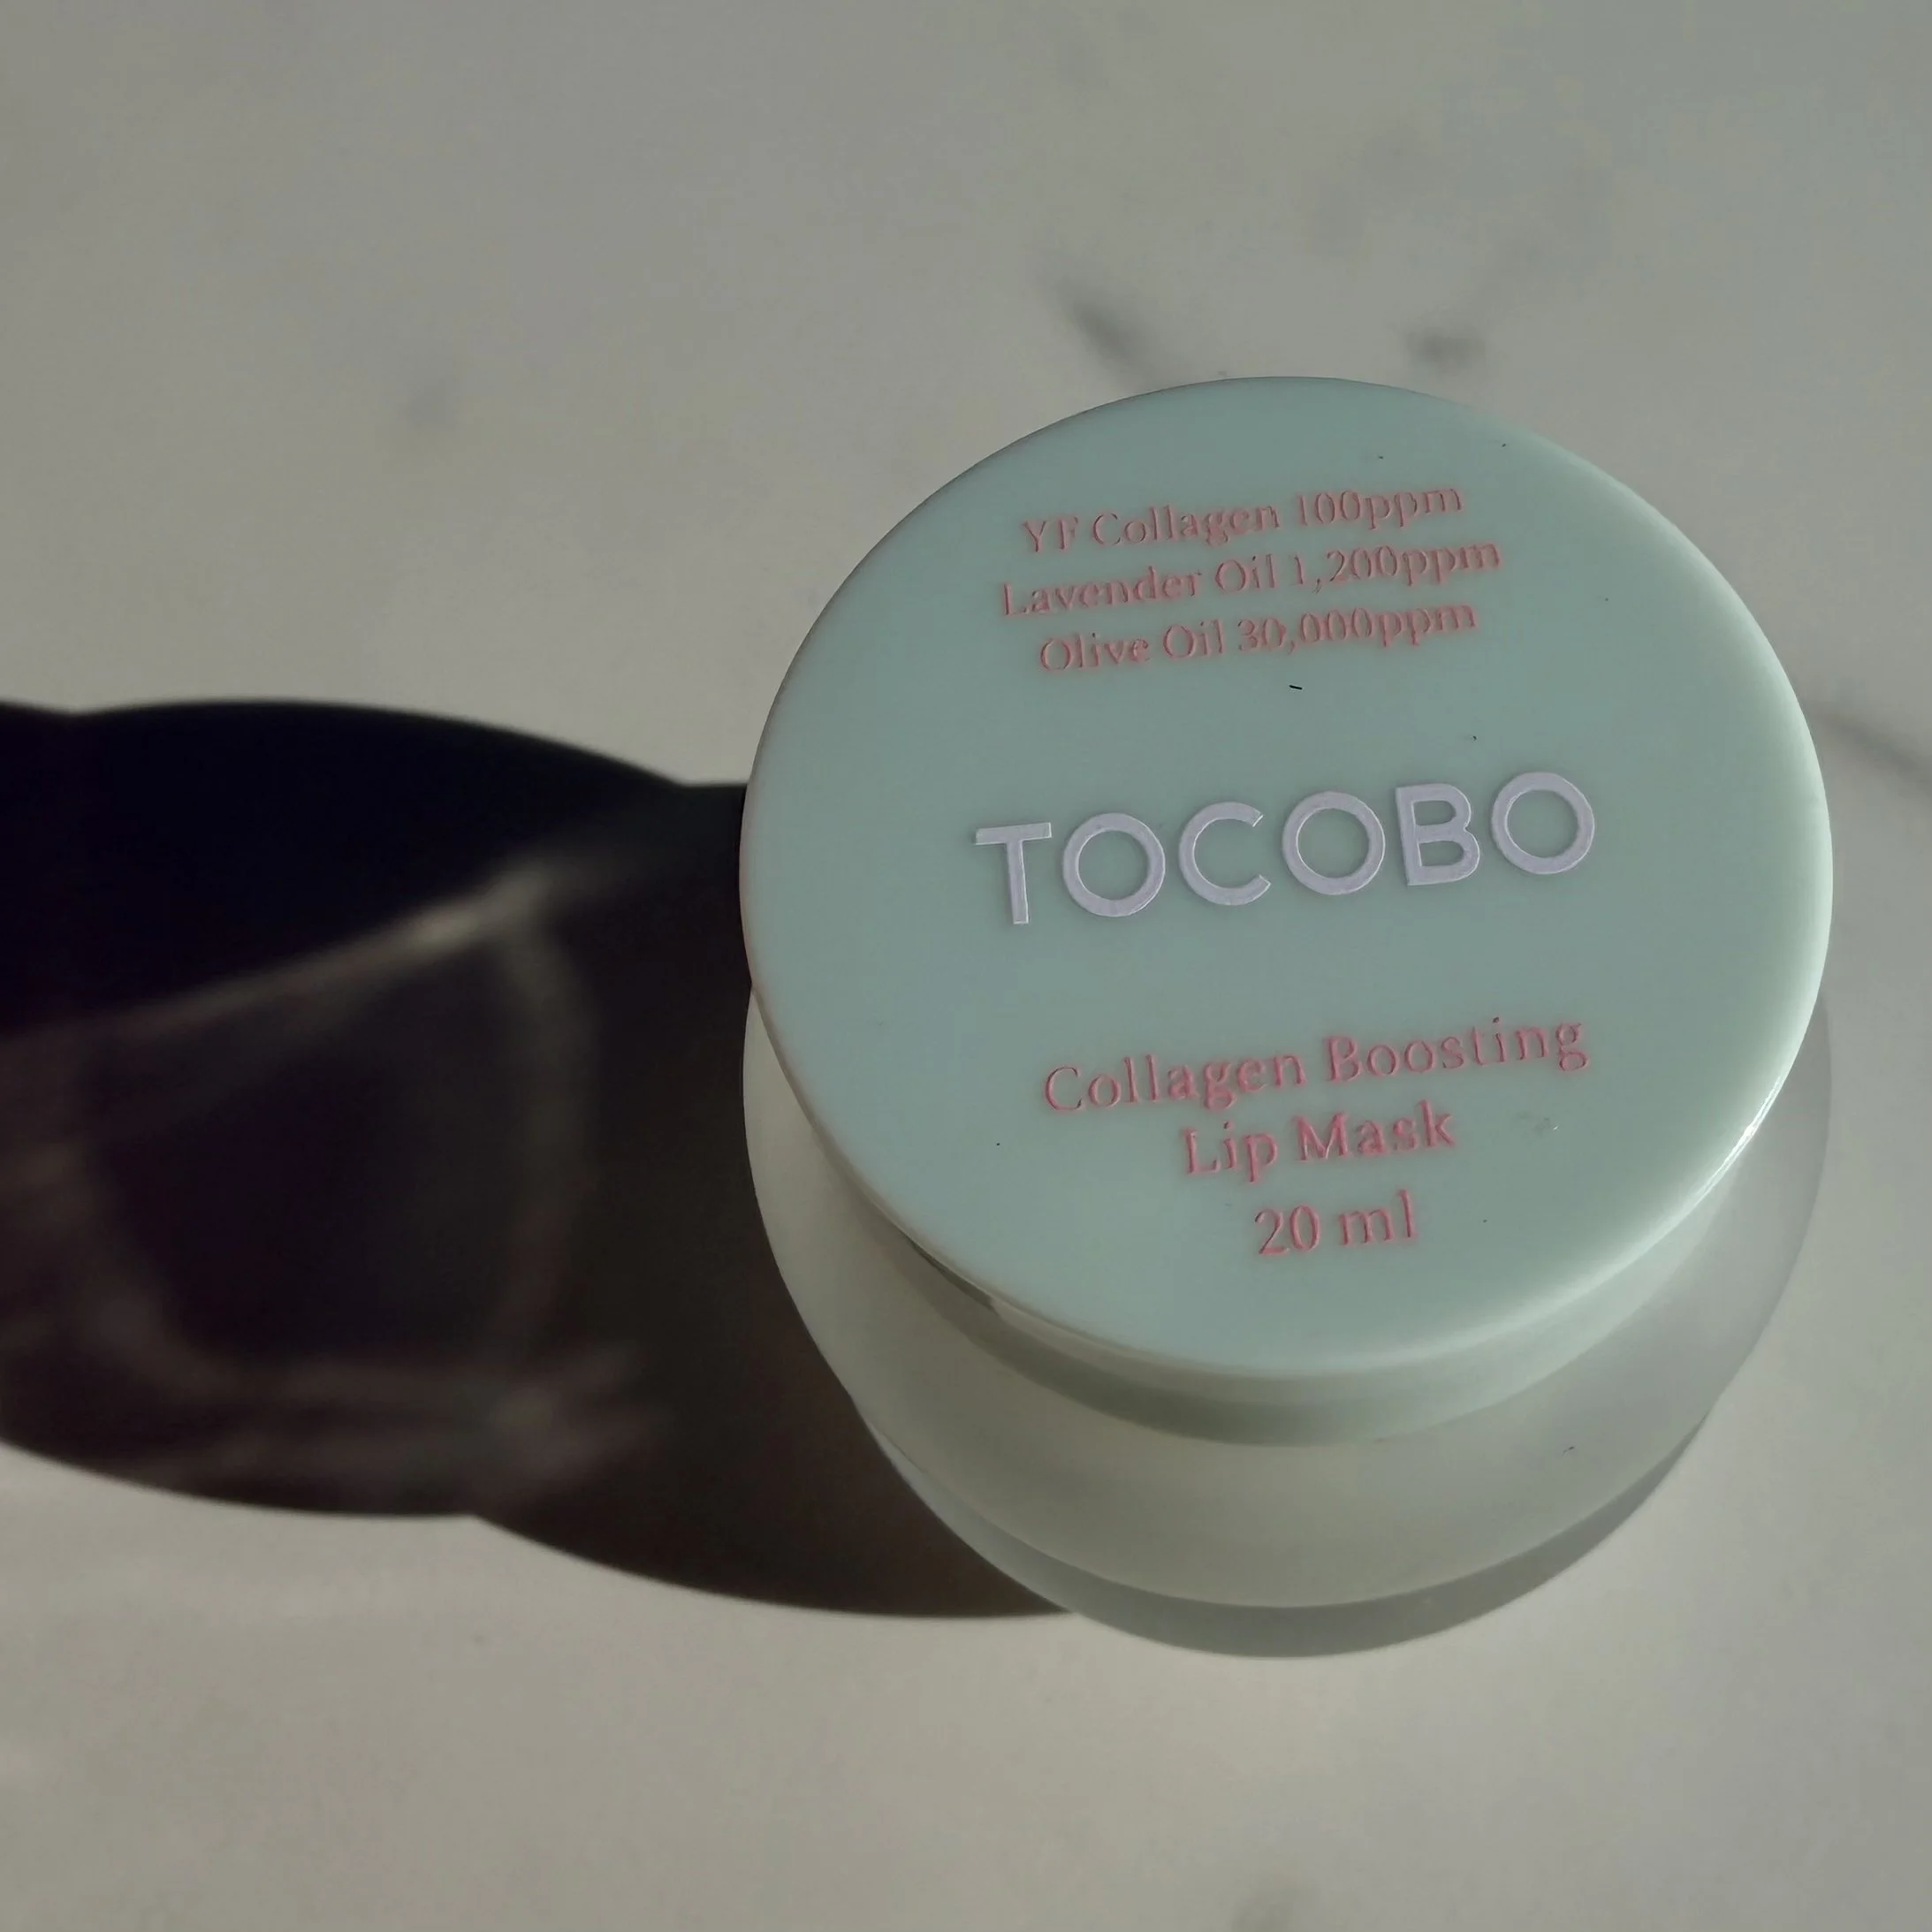 YF Collagen 100ppm
Lavender Oil 1,200ppm
Olive Oil 30,000ppm
TOCOBO
Collagen Boosting
Lip Mask
20 ml